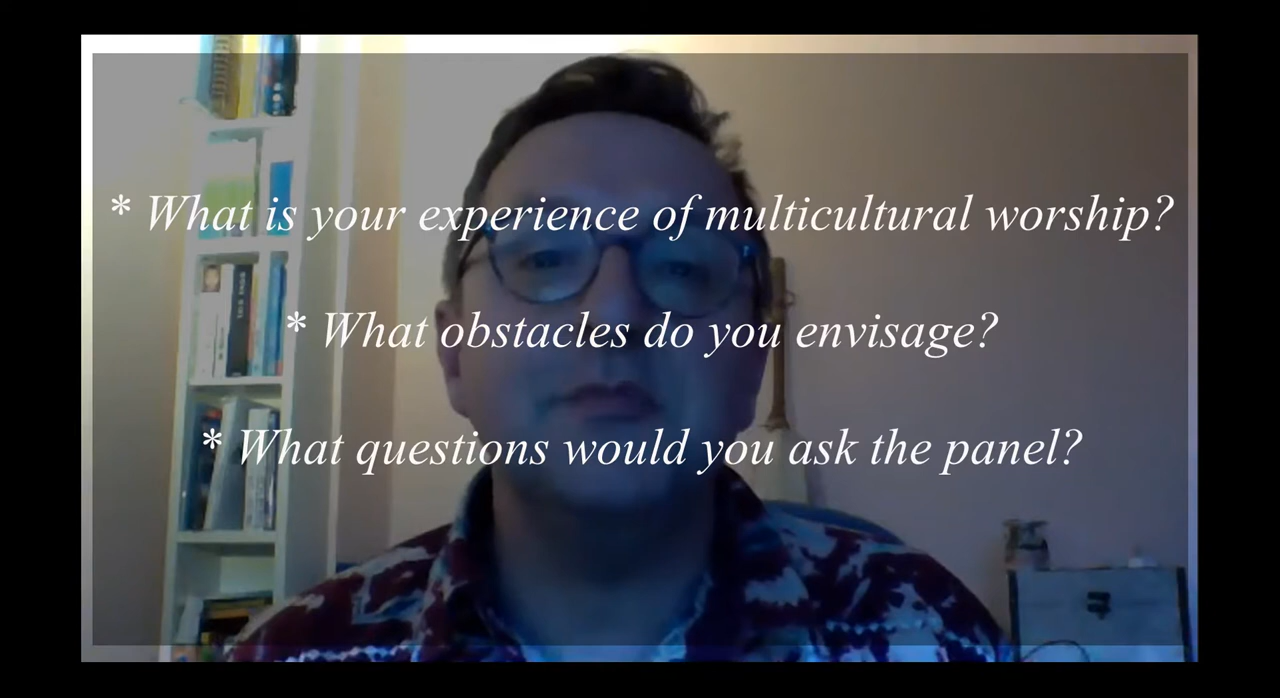 * What is your experience of multicultural worship?
* What obstacles do you envisage?
* What questions would you ask the panel?